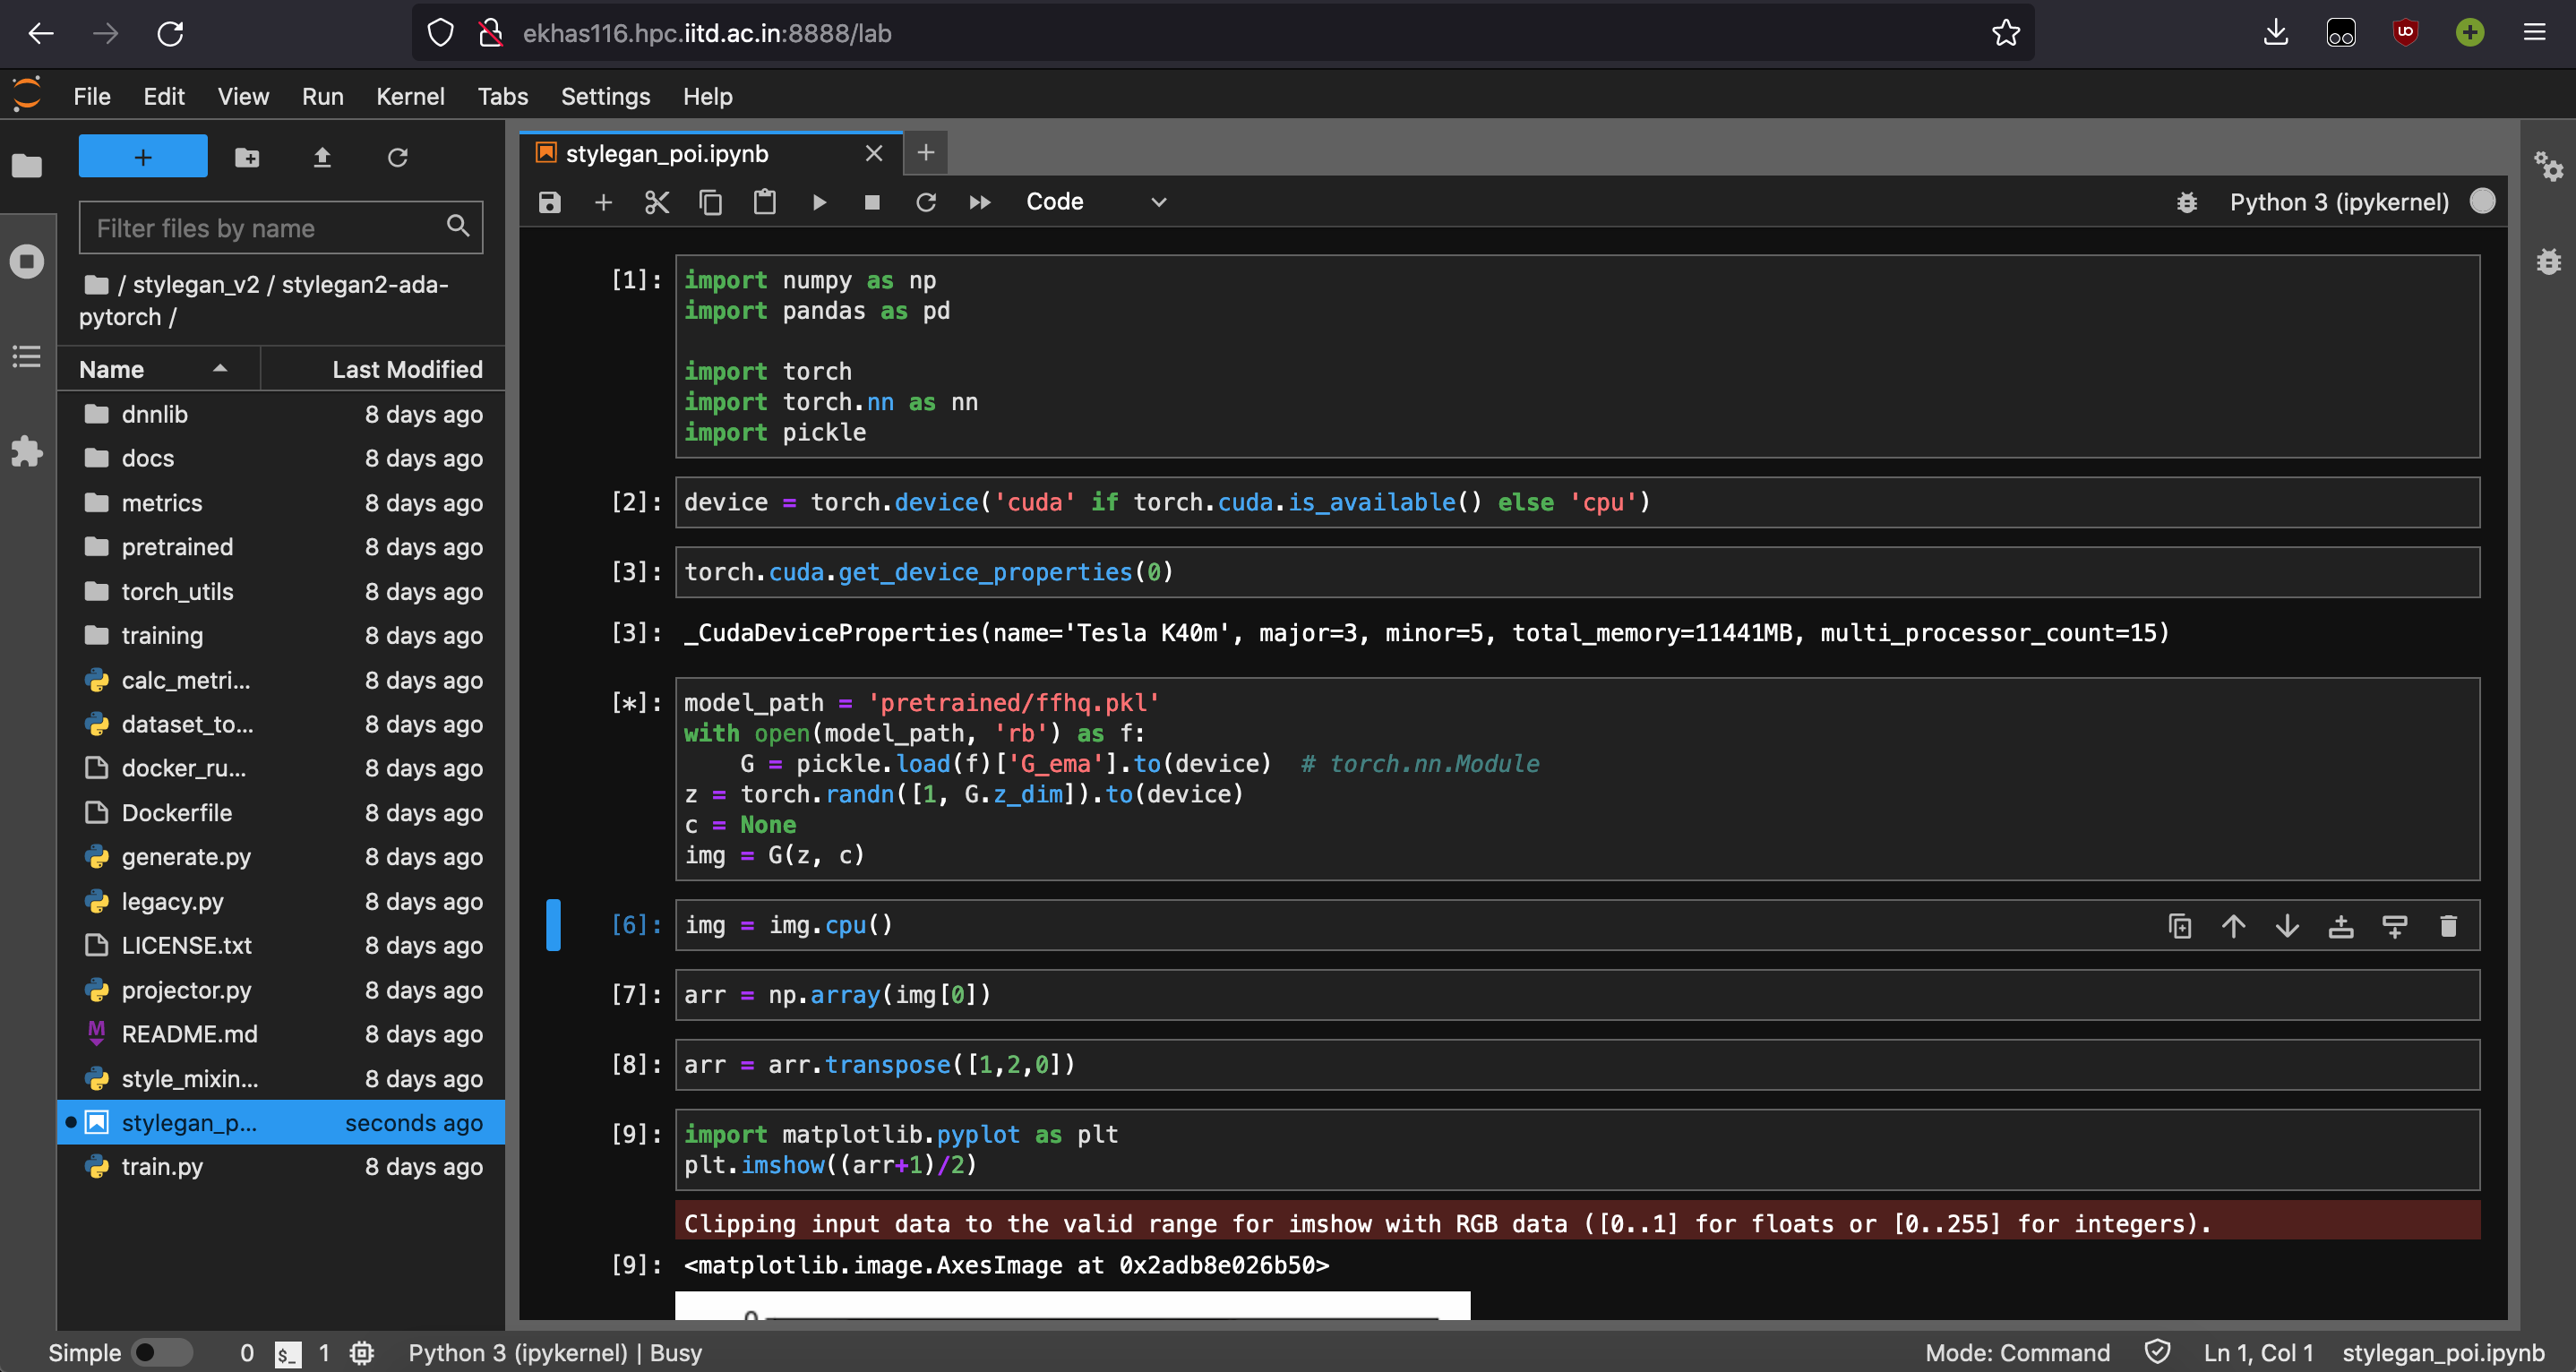 ekhas116.hpc.iitd.ac.in:8888/lab
File Edit View Run Kernel Tabs Settings Help
+
Filter files by name
/ stylegan_v2 / stylegan2-ada-
pytorch /
Name Last Modified
dnnlib 8 days ago
docs 8 days ago
metrics 8 days ago
pretrained 8 days ago
torch_utils 8 days ago
training 8 days ago
calc_metri... 8 days ago
dataset_to... 8 days ago
docker_ru... 8 days ago
Dockerfile 8 days ago
generate.py 8 days ago
legacy.py 8 days ago
LICENSE.txt 8 days ago
projector.py 8 days ago
README.md 8 days ago
style_mixin... 8 days ago
stylegan_p... seconds ago
train.py 8 days ago
stylegan_poi.ipynb
Code
Python 3 (ipykernel)
[1]: import numpy as np
import pandas as pd
import torch
import torch.nn as nn
import pickle
[2]: device = torch.device('cuda' if torch.cuda.is_available() else 'cpu')
[3]: torch.cuda.get_device_properties(0)
[3]: _CudaDeviceProperties(name='Tesla K40m', major=3, minor=5, total_memory=11441MB, multi_processor_count=15)
[*]: model_path = 'pretrained/ffhq.pkl'
with open(model_path, 'rb') as f:
    G = pickle.load(f)['G_ema'].to(device)  # torch.nn.Module
z = torch.randn([1, G.z_dim]).to(device)
c = None
img = G(z, c)
[6]: img = img.cpu()
[7]: arr = np.array(img[0])
[8]: arr = arr.transpose([1,2,0])
[9]: import matplotlib.pyplot as plt
plt.imshow((arr+1)/2)
Clipping input data to the valid range for imshow with RGB data ([0..1] for floats or [0..255] for integers).
[9]: <matplotlib.image.AxesImage at 0x2adb8e026b50>
0
Simple 0 $_ 1 Python 3 (ipykernel) | Busy Mode: Command Ln 1, Col 1 stylegan_poi.ipynb